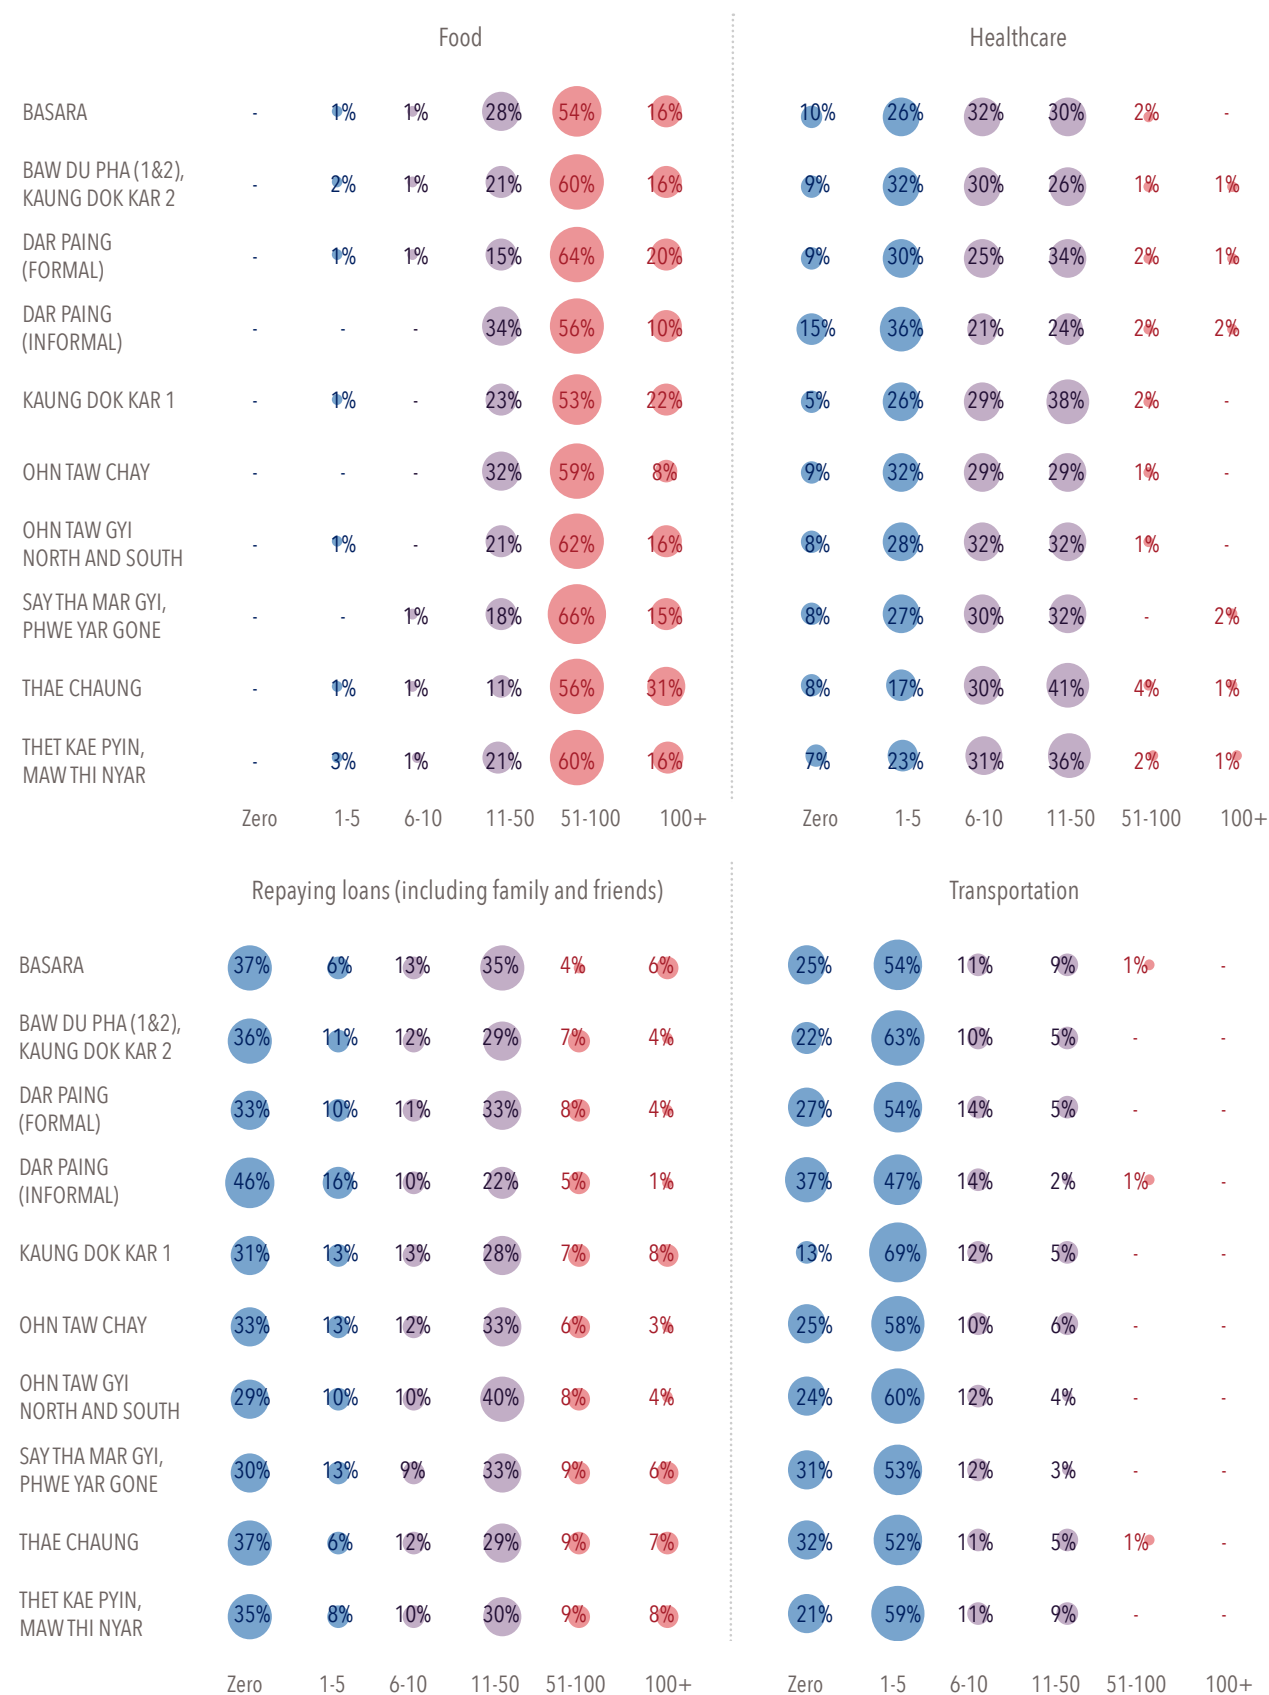 Food
Healthcare
BASARA - 1% 1% 28% 54% 16% 10% 26% 32% 30% 2% -
BAW DU PHA (1&2),
KAUNG DOK KAR 2 - 2% 1% 21% 60% 16% 9% 32% 30% 26% 1% 1%
DAR PAING
(FORMAL) - 1% 1% 15% 64% 20% 9% 30% 25% 34% 2% 1%
DAR PAING
(INFORMAL) - - - 34% 56% 10% 15% 36% 21% 24% 2% 2%
KAUNG DOK KAR 1 - 1% - 23% 53% 22% 5% 26% 29% 38% 2% -
OHN TAW CHAY - - - 32% 59% 8% 9% 32% 29% 29% 1% -
OHN TAW GYI
NORTH AND SOUTH - 1% - 21% 62% 16% 8% 28% 32% 32% 1% -
SAY THA MAR GYI,
PHWE YAR GONE - - 1% 18% 66% 15% 8% 27% 30% 32% - 2%
THAE CHAUNG - 1% 1% 11% 56% 31% 8% 17% 30% 41% 4% 1%
THET KAE PYIN,
MAW THI NYAR - 3% 1% 21% 60% 16% 7% 23% 31% 36% 2% 1%
Zero 1-5 6-10 11-50 51-100 100+ Zero 1-5 6-10 11-50 51-100 100+
Repaying loans (including family and friends)
Transportation
BASARA 37% 6% 13% 35% 4% 6% 25% 54% 11% 9% 1% -
BAW DU PHA (1&2),
KAUNG DOK KAR 2 36% 11% 12% 29% 7% 4% 22% 63% 10% 5% - -
DAR PAING
(FORMAL) 33% 10% 11% 33% 8% 4% 27% 54% 14% 5% - -
DAR PAING
(INFORMAL) 46% 16% 10% 22% 5% 1% 37% 47% 14% 2% 1% -
KAUNG DOK KAR 1 31% 13% 13% 28% 7% 8% 13% 69% 12% 5% - -
OHN TAW CHAY 33% 13% 12% 33% 6% 3% 25% 58% 10% 6% - -
OHN TAW GYI
NORTH AND SOUTH 29% 10% 10% 40% 8% 4% 24% 60% 12% 4% - -
SAY THA MAR GYI,
PHWE YAR GONE 30% 13% 9% 33% 9% 6% 31% 53% 12% 3% - -
THAE CHAUNG 37% 6% 12% 29% 9% 7% 32% 52% 11% 5% 1% -
THET KAE PYIN,
MAW THI NYAR 35% 8% 10% 30% 9% 8% 21% 59% 11% 9% - -
Zero 1-5 6-10 11-50 51-100 100+ Zero 1-5 6-10 11-50 51-100 100+